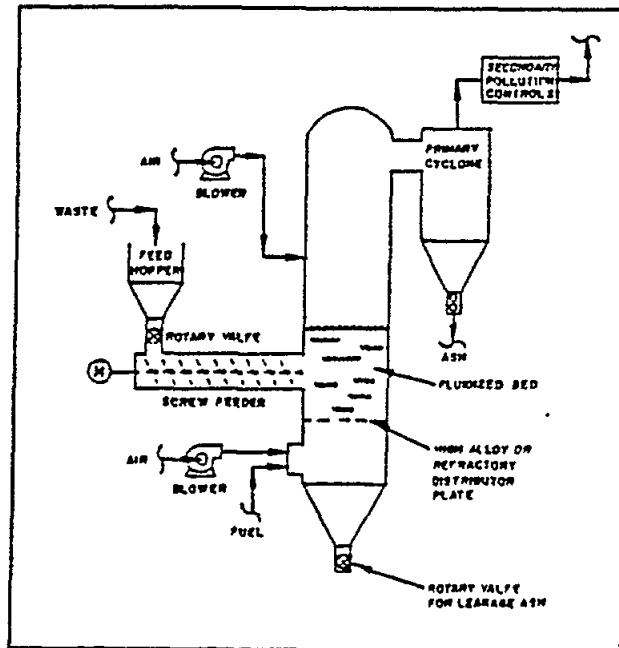 SECONDARY
POLLUTION
CONTROLS
PRIMARY
CYCLONE
AIR
BLOWER
WASTE
FEED
HOPPER
ROTARY VALVE
ASH
FLUIDIZED BED
M
SCREW FEEDER
HIGH ALLOY OR
REFRACTORY
DISTRIBUTOR
PLATE
AIR
BLOWER
FUEL
ROTARY VALVE
FOR LEAKAGE ASH